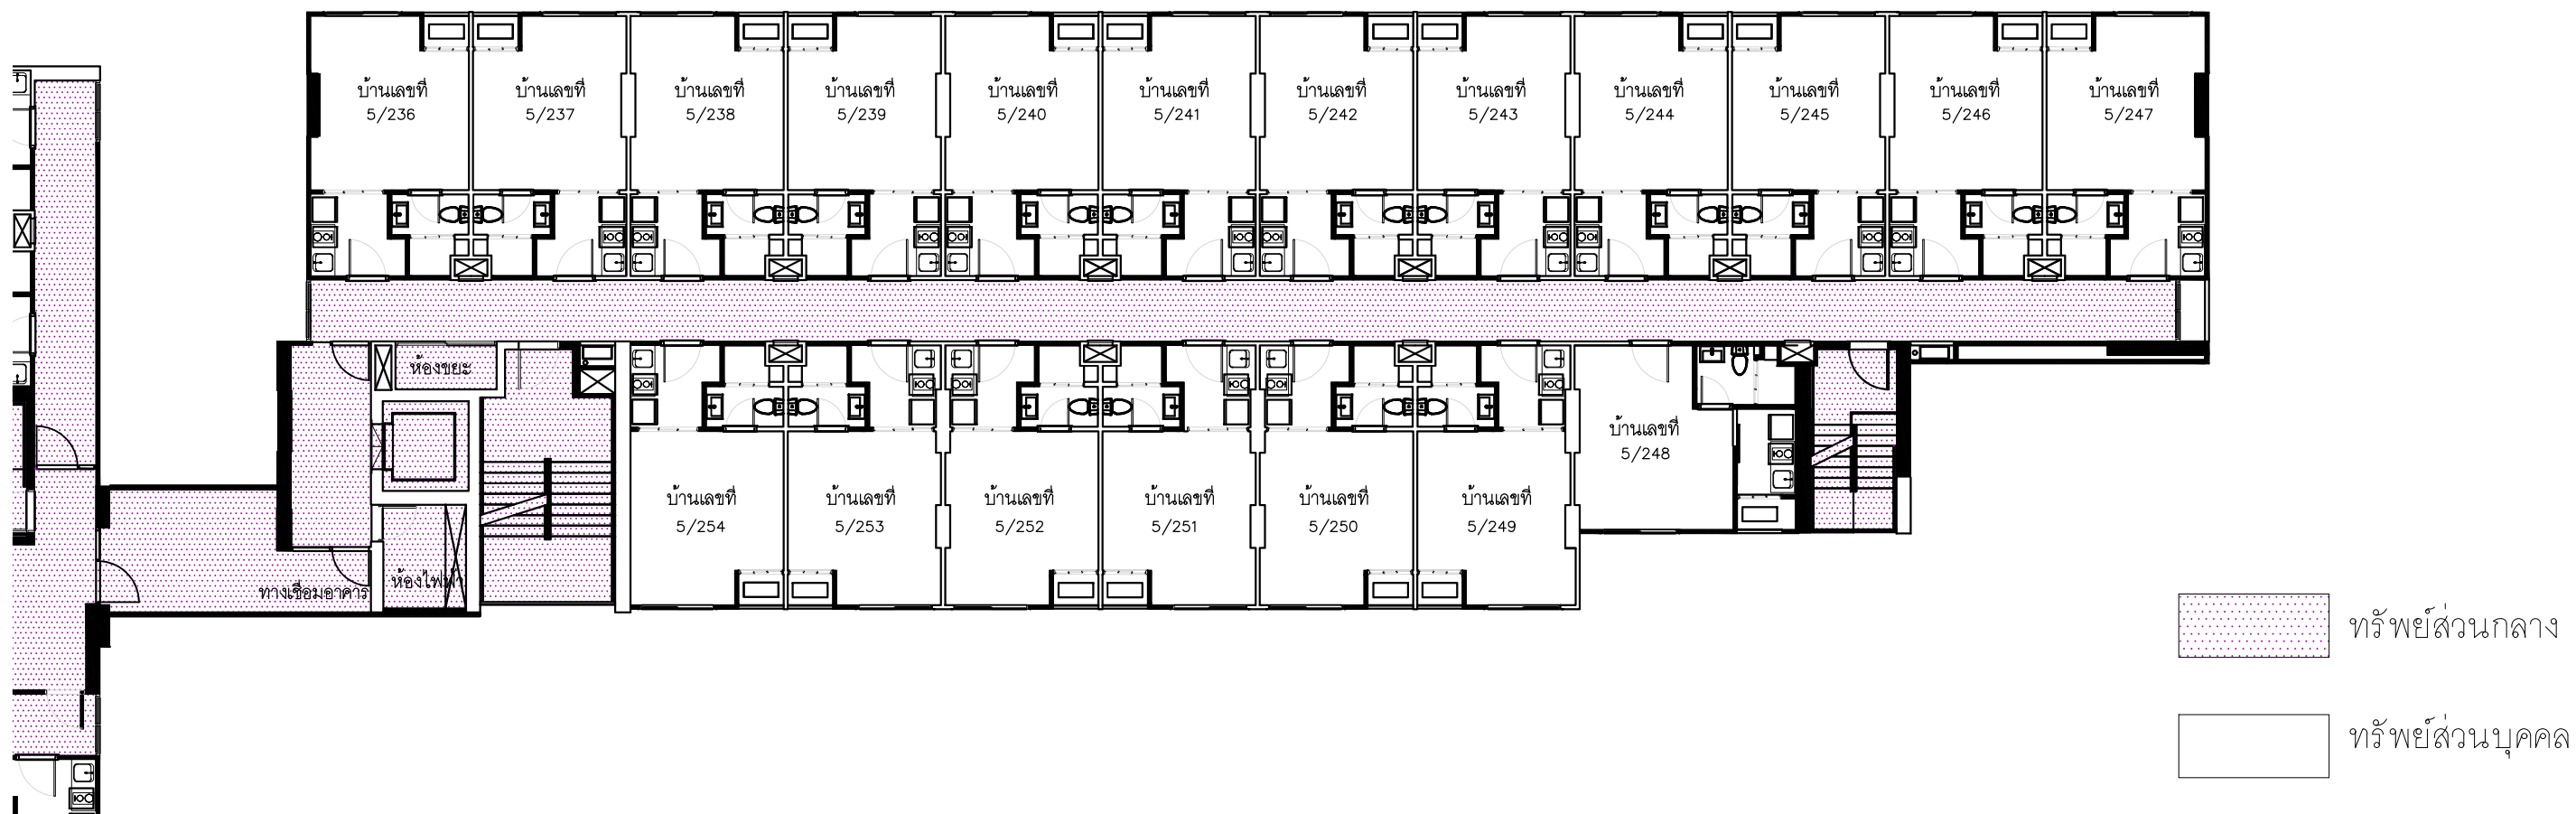 บ้านเลขที่
5/236
บ้านเลขที่
5/237
บ้านเลขที่
5/238
บ้านเลขที่
5/239
บ้านเลขที่
5/240
บ้านเลขที่
5/241
บ้านเลขที่
5/242
บ้านเลขที่
5/243
บ้านเลขที่
5/244
บ้านเลขที่
5/245
บ้านเลขที่
5/246
บ้านเลขที่
5/247
ห้องขยะ
บ้านเลขที่
5/254
บ้านเลขที่
5/253
บ้านเลขที่
5/252
บ้านเลขที่
5/251
บ้านเลขที่
5/250
บ้านเลขที่
5/249
บ้านเลขที่
5/248
ห้องไฟฟ้า
ทางเชื่อมอาคาร
ทรัพย์ส่วนกลาง
ทรัพย์ส่วนบุคคล